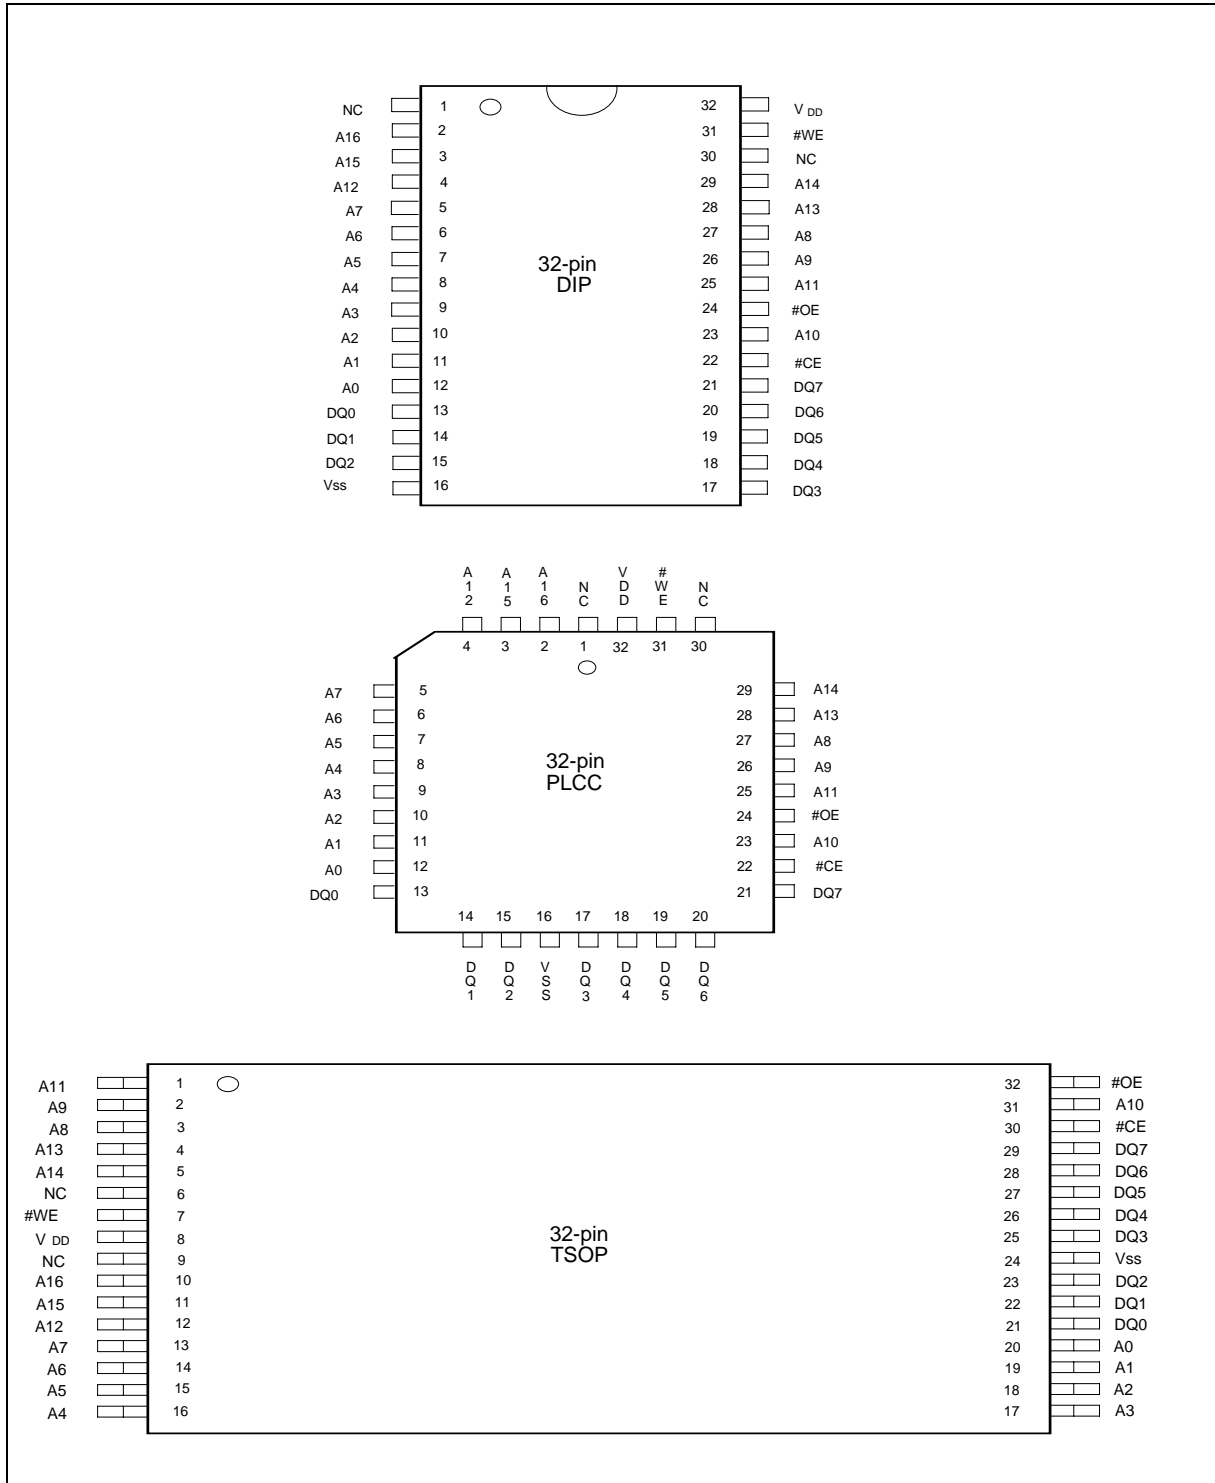 NC 1 32 V DD
A16 2 31 #WE
A15 3 30 NC
A12 4 29 A14
A7 5 28 A13
A6 6 27 A8
A5 7 26 A9
A4 8 25 A11
A3 9 24 #OE
A2 10 23 A10
A1 11 22 #CE
A0 12 21 DQ7
DQ0 13 20 DQ6
DQ1 14 19 DQ5
DQ2 15 18 DQ4
Vss 16 17 DQ3
32-pin
DIP
A12 A15 A16 NC VDD #WE NC
4 3 2 1 32 31 30
A7 5 29 A14
A6 6 28 A13
A5 7 27 A8
A4 8 26 A9
A3 9 25 A11
A2 10 24 #OE
A1 11 23 A10
A0 12 22 #CE
DQ0 13 21 DQ7
32-pin
PLCC
14 15 16 17 18 19 20
DQ1 DQ2 VSS DQ3 DQ4 DQ5 DQ6
A11 1 32 #OE
A9 2 31 A10
A8 3 30 #CE
A13 4 29 DQ7
A14 5 28 DQ6
NC 6 27 DQ5
#WE 7 26 DQ4
V DD 8 25 DQ3
NC 9 24 Vss
A16 10 23 DQ2
A15 11 22 DQ1
A12 12 21 DQ0
A7 13 20 A0
A6 14 19 A1
A5 15 18 A2
A4 16 17 A3
32-pin
TSOP